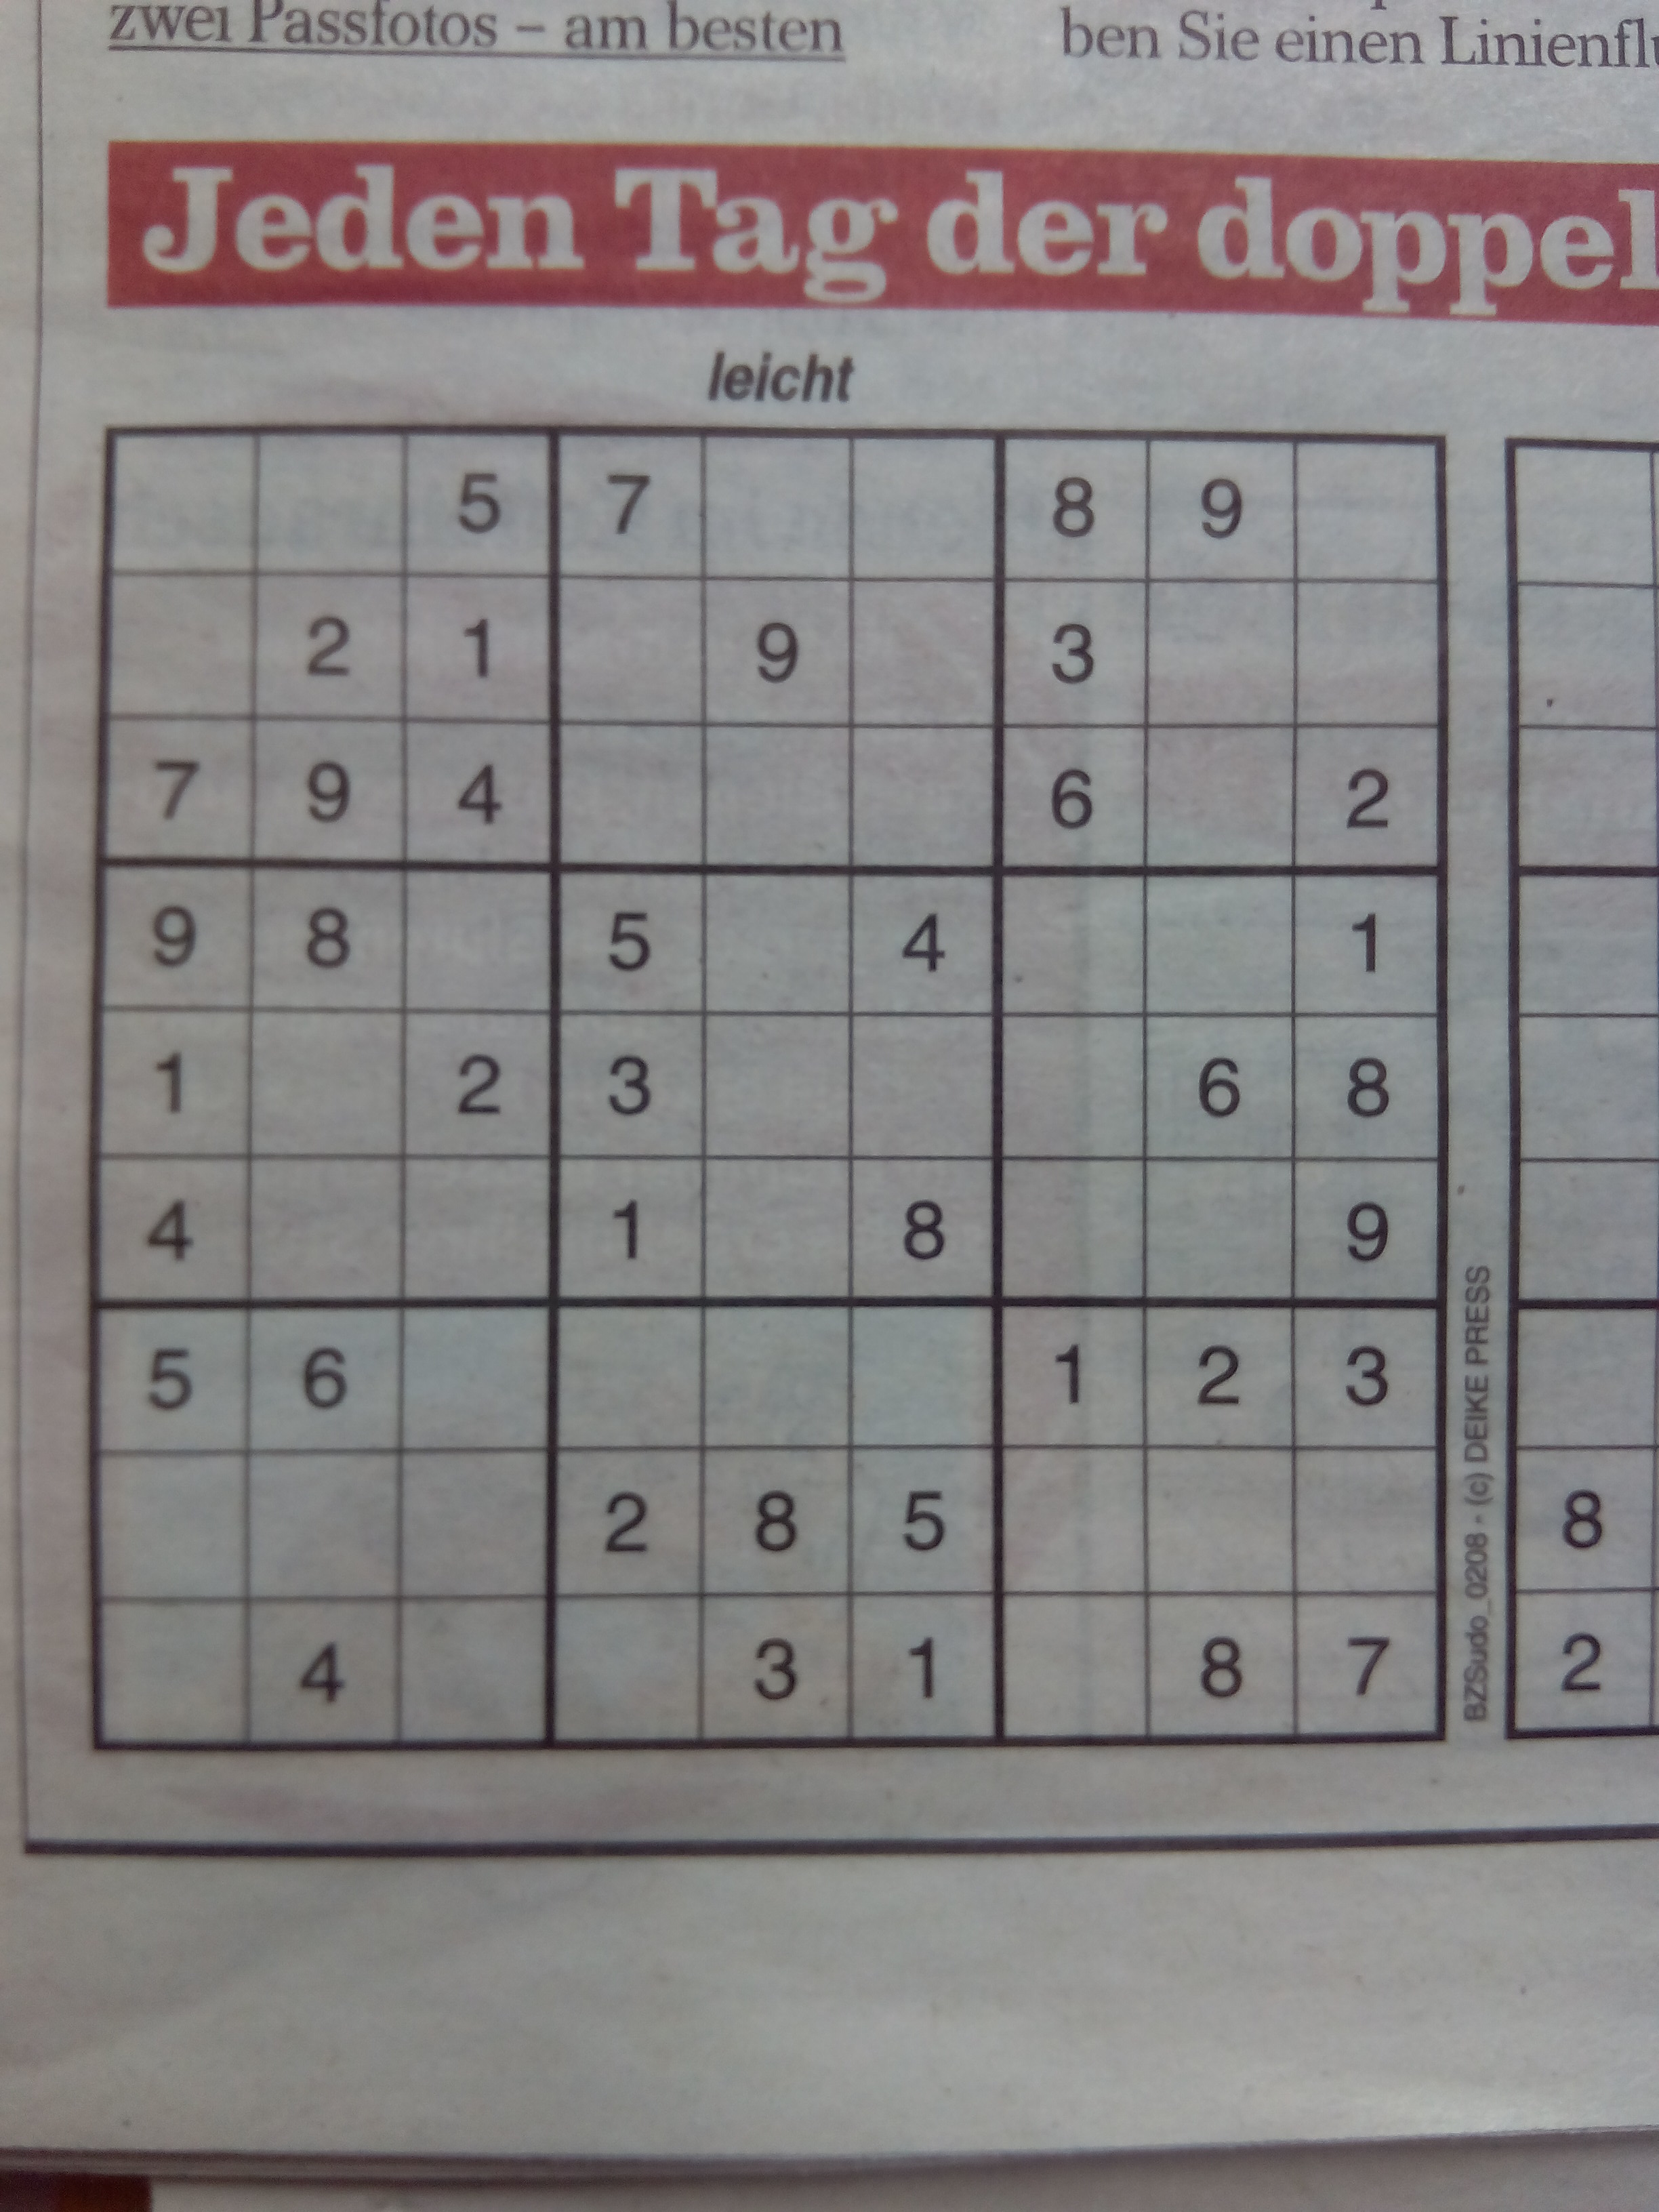 zwei Passfotos – am besten
ben Sie einen
Jeden Tag der doppel
leicht
5 7 8 9
2 1 9 3
7 9 4 6 2
9 8 5 4 1
1 2 3 6 8
4 1 8 9
5 6 1 2 3
2 8 5
4 3 1 8 7
BZSudo_0208 - (c) DEIKE PRESS
8
2